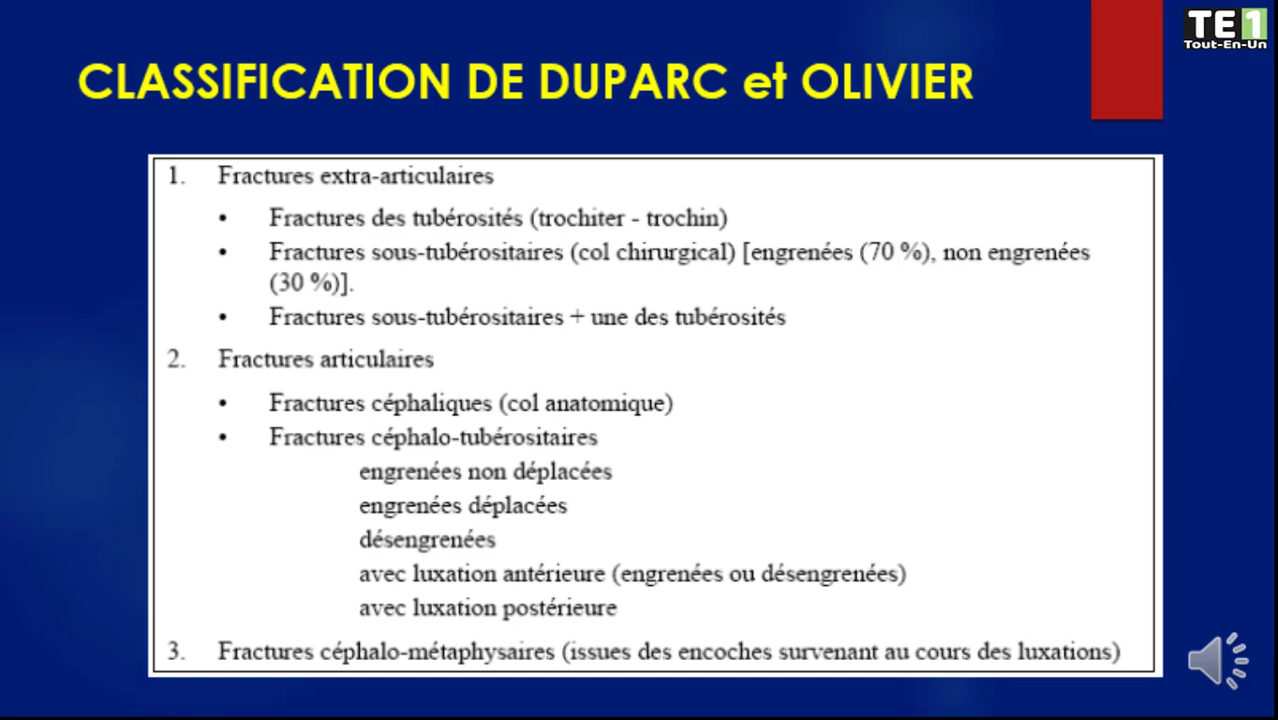 TE1
Tout-En-Un
CLASSIFICATION DE DUPARC et OLIVIER
1. Fractures extra-articulaires
• Fractures des tubérosités (trochiter - trochin)
• Fractures sous-tubérositaires (col chirurgical) [engrenées (70 %), non engrenées
(30 %)].
• Fractures sous-tubérositaires + une des tubérosités
2. Fractures articulaires
• Fractures céphaliques (col anatomique)
• Fractures céphalo-tubérositaires
engrenées non déplacées
engrenées déplacées
désengrenées
avec luxation antérieure (engrenées ou désengrenées)
avec luxation postérieure
3. Fractures céphalo-métaphysaires (issues des encoches survenant au cours des luxations)